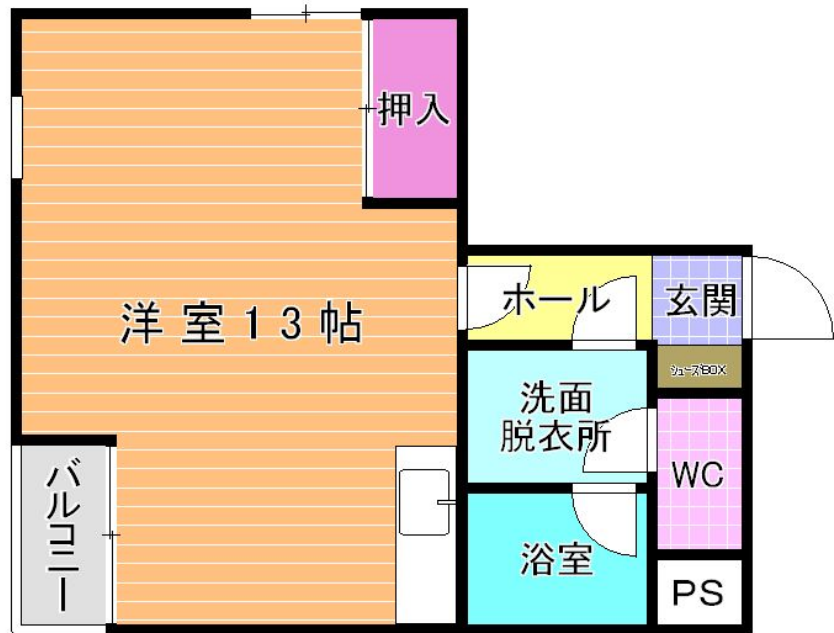 押入
ホール
玄関
洋室13帖
シューズBOX
洗面
脱衣所
WC
バルコニー
浴室
PS